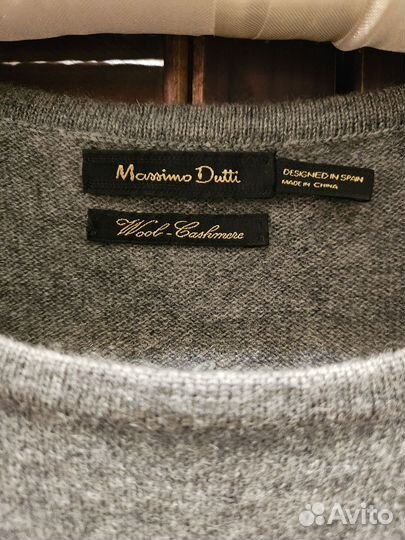 Massimo Dutti
DESIGNED IN SPAIN
MADE IN CHINA
Wool-Cashmere
Avito